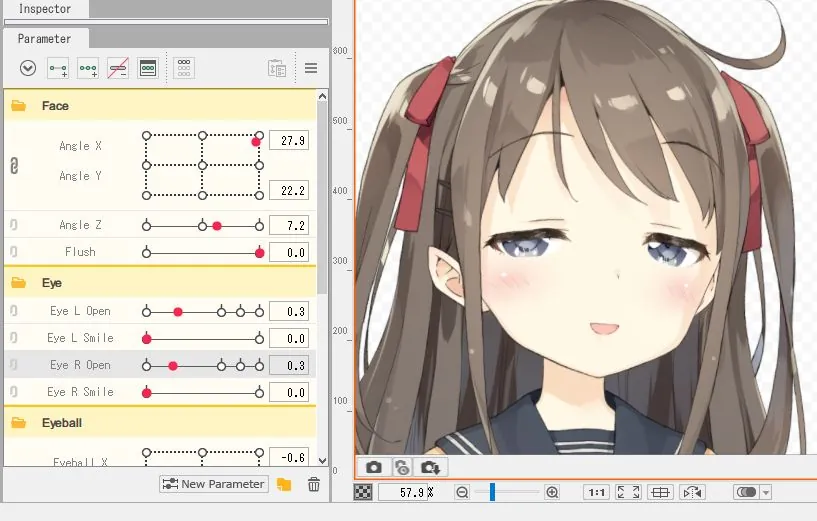 Inspector
Parameter
Face
Angle X
27.9
Angle Y
22.2
Angle Z
7.2
Flush
0.0
Eye
Eye L Open
0.3
Eye L Smile
0.0
Eye R Open
0.3
Eye R Smile
0.0
Eyeball
Eyeball X
-0.6
New Parameter
600
500
400
300
200
100
0
57.9 %
1:1